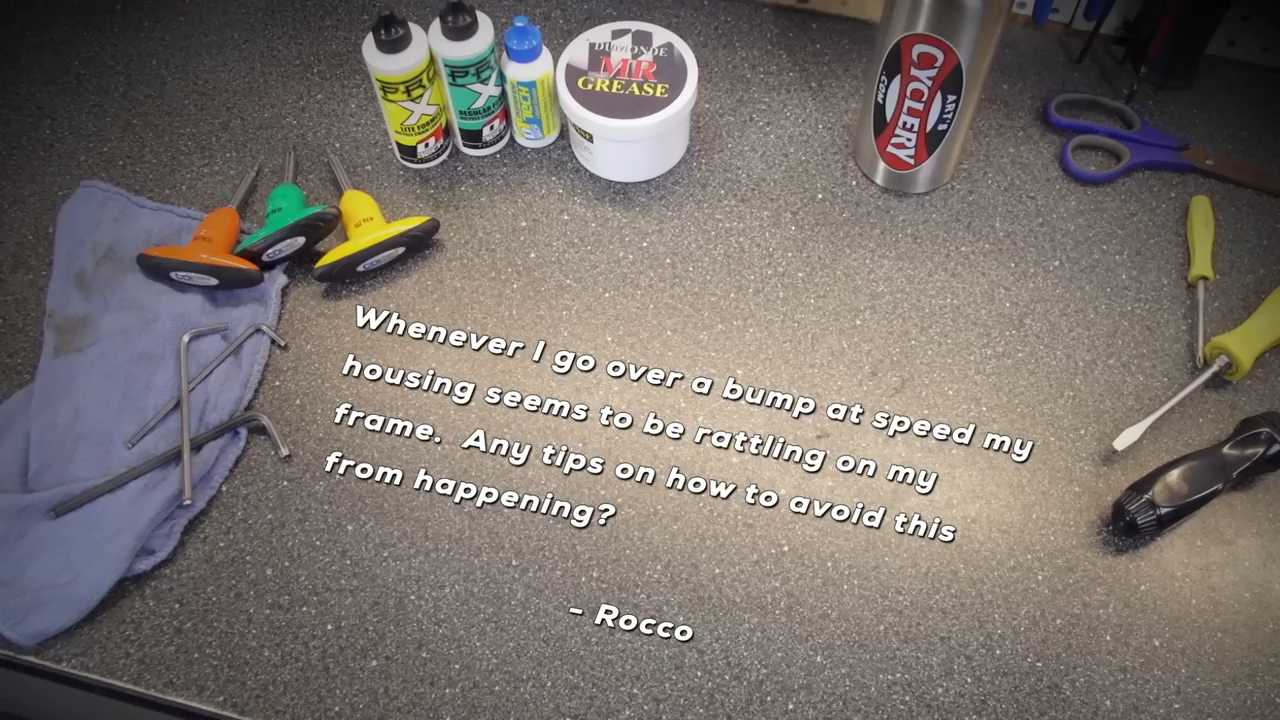 DUMONDE
MR
GREASE
PRO
X
LITE FORMULA
PRO
X
REGULAR
TECH
ART'S
CYCLERY
.COM
Whenever I go over a bump at speed my
housing seems to be rattling on my
frame. Any tips on how to avoid this
from happening?
- Rocco